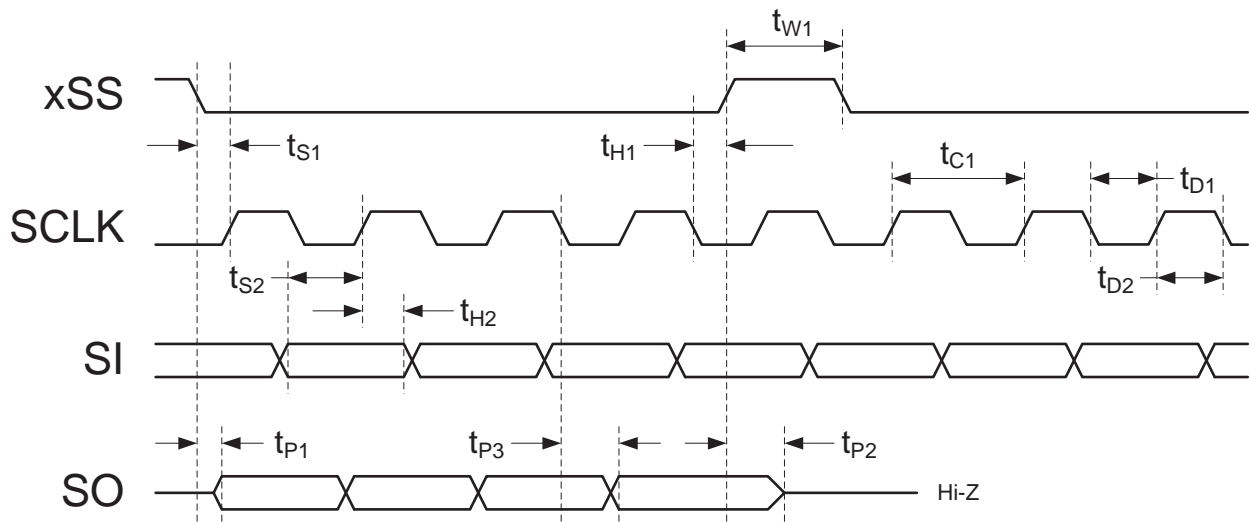 tW1
xSS
tS1
tH1
tC1
tD1
SCLK
tS2
tD2
tH2
SI
tP1
tP3
tP2
SO
Hi-Z